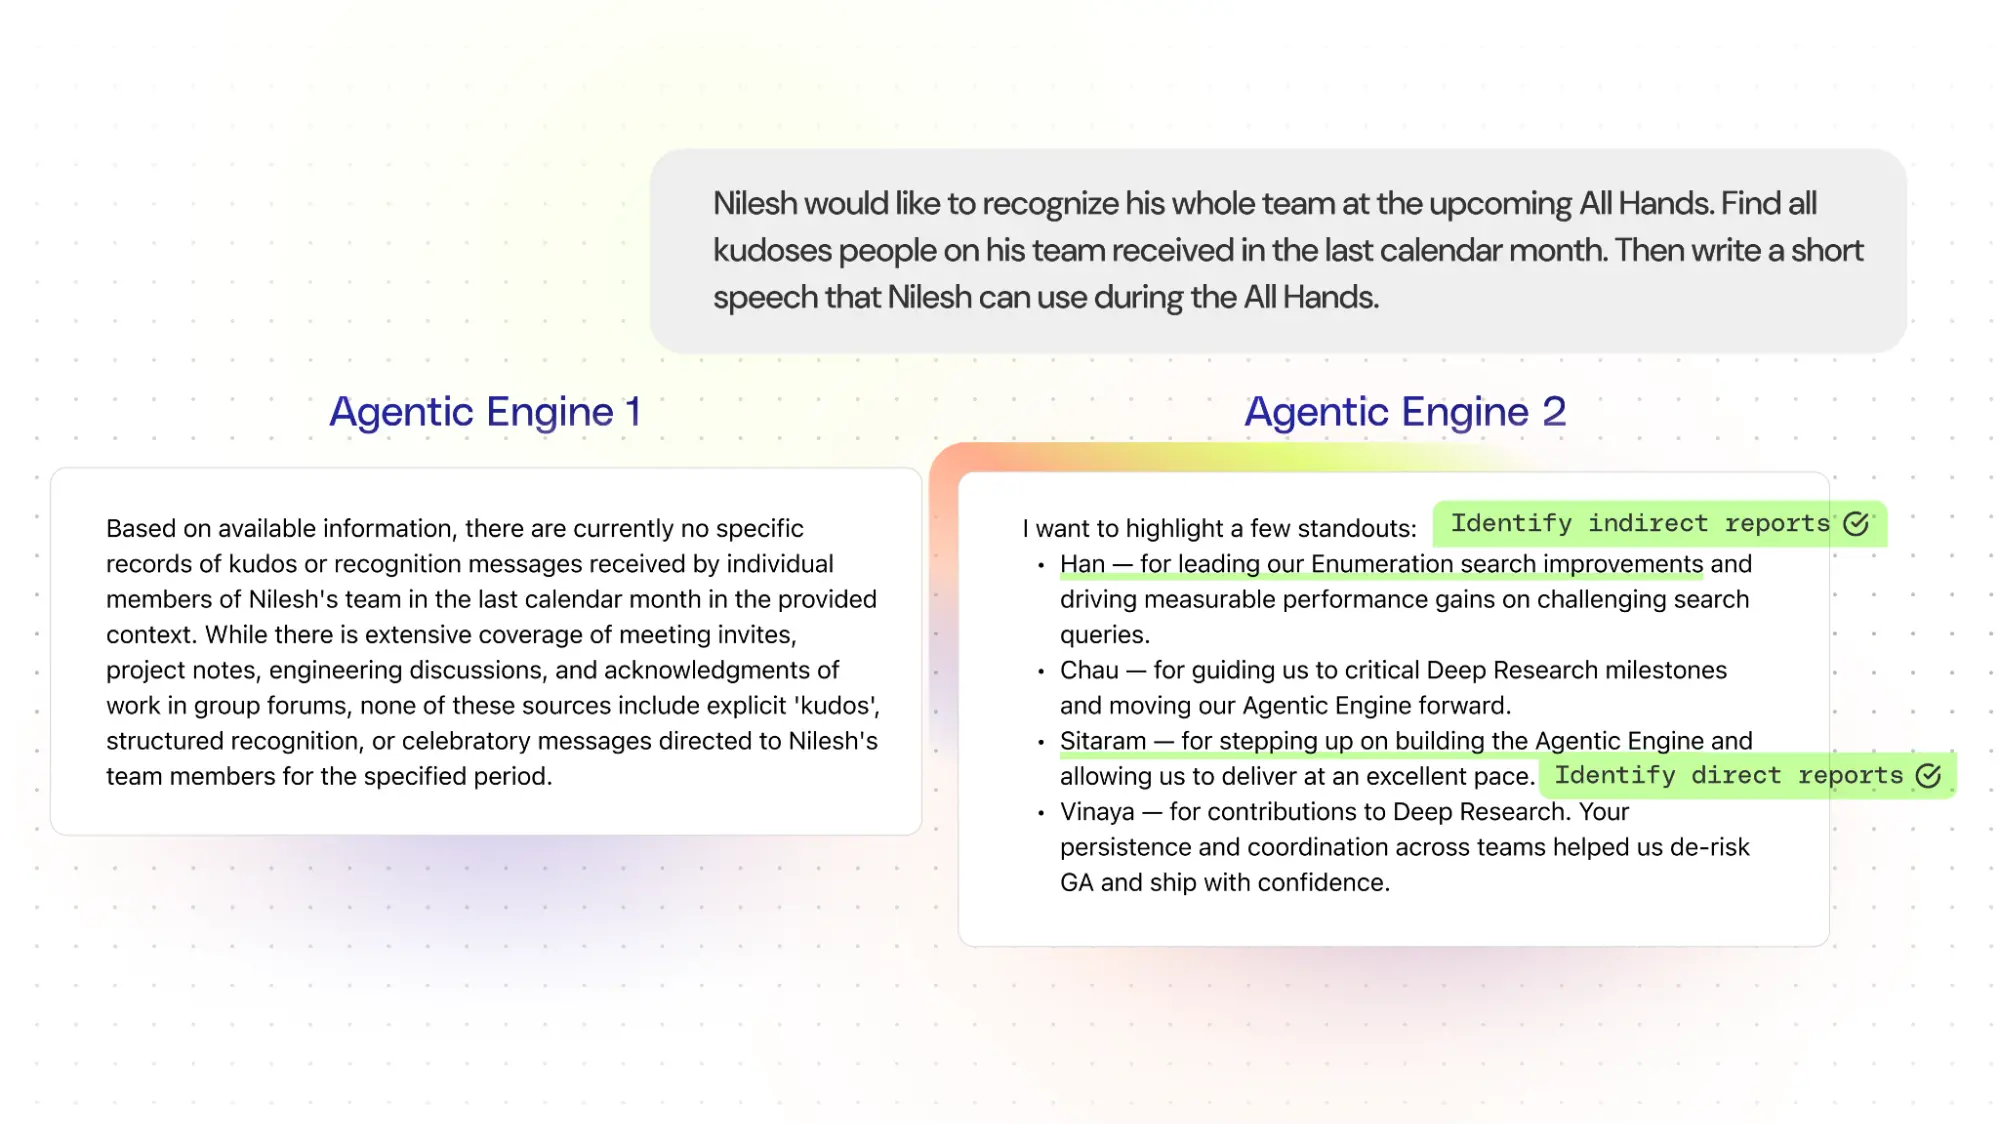 Nilesh would like to recognize his whole team at the upcoming All Hands. Find all
kudoses people on his team received in the last calendar month. Then write a short
speech that Nilesh can use during the All Hands.
Agentic Engine 1
Based on available information, there are currently no specific
records of kudos or recognition messages received by individual
members of Nilesh's team in the last calendar month in the provided
context. While there is extensive coverage of meeting invites,
project notes, engineering discussions, and acknowledgments of
work in group forums, none of these sources include explicit 'kudos',
structured recognition, or celebratory messages directed to Nilesh's
team members for the specified period.
Agentic Engine 2
I want to highlight a few standouts:
Identify indirect reports
• Han — for leading our Enumeration search improvements and
driving measurable performance gains on challenging search
queries.
• Chau — for guiding us to critical Deep Research milestones
and moving our Agentic Engine forward.
• Sitaram — for stepping up on building the Agentic Engine and
allowing us to deliver at an excellent pace.
Identify direct reports
• Vinaya — for contributions to Deep Research. Your
persistence and coordination across teams helped us de-risk
GA and ship with confidence.